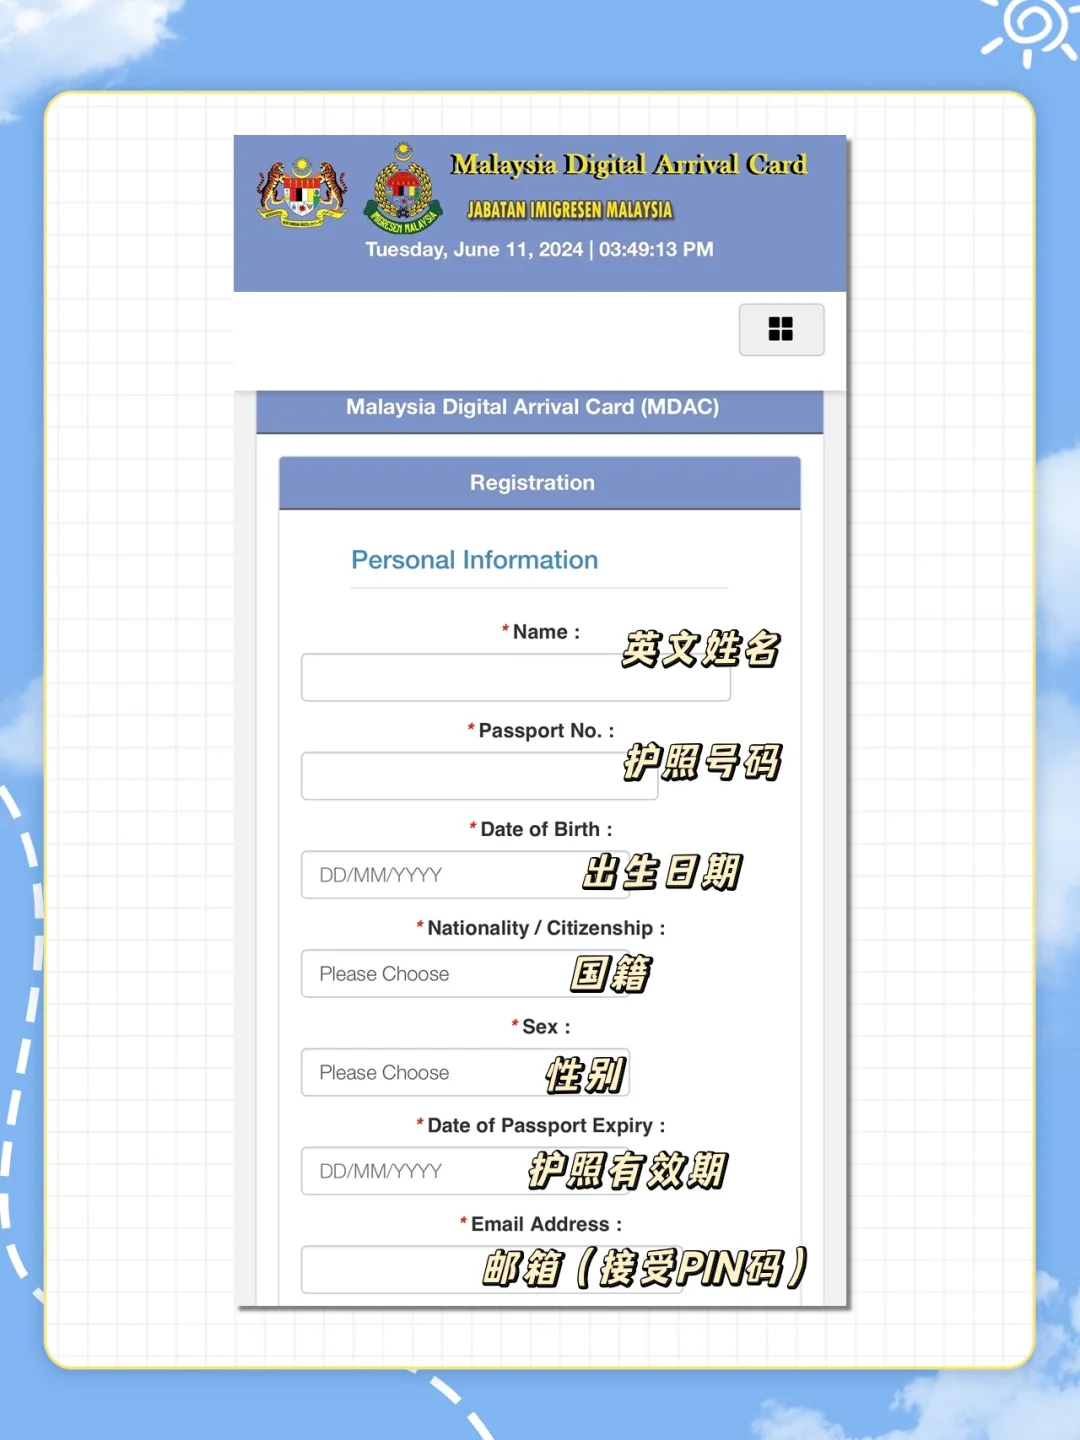 Malaysia Digital Arrival Card
JABATAN IMIGRESEN MALAYSIA
IMIGRESEN MALAYSIA
Tuesday, June 11, 2024 | 03:49:13 PM
Malaysia Digital Arrival Card (MDAC)
Registration
Personal Information
* Name :
英文姓名
* Passport No. :
护照号码
* Date of Birth :
DD/MM/YYYY
出生日期
* Nationality / Citizenship :
Please Choose
国籍
* Sex :
Please Choose
性别
* Date of Passport Expiry :
DD/MM/YYYY
护照有效期
* Email Address :
邮箱（接受PIN码）